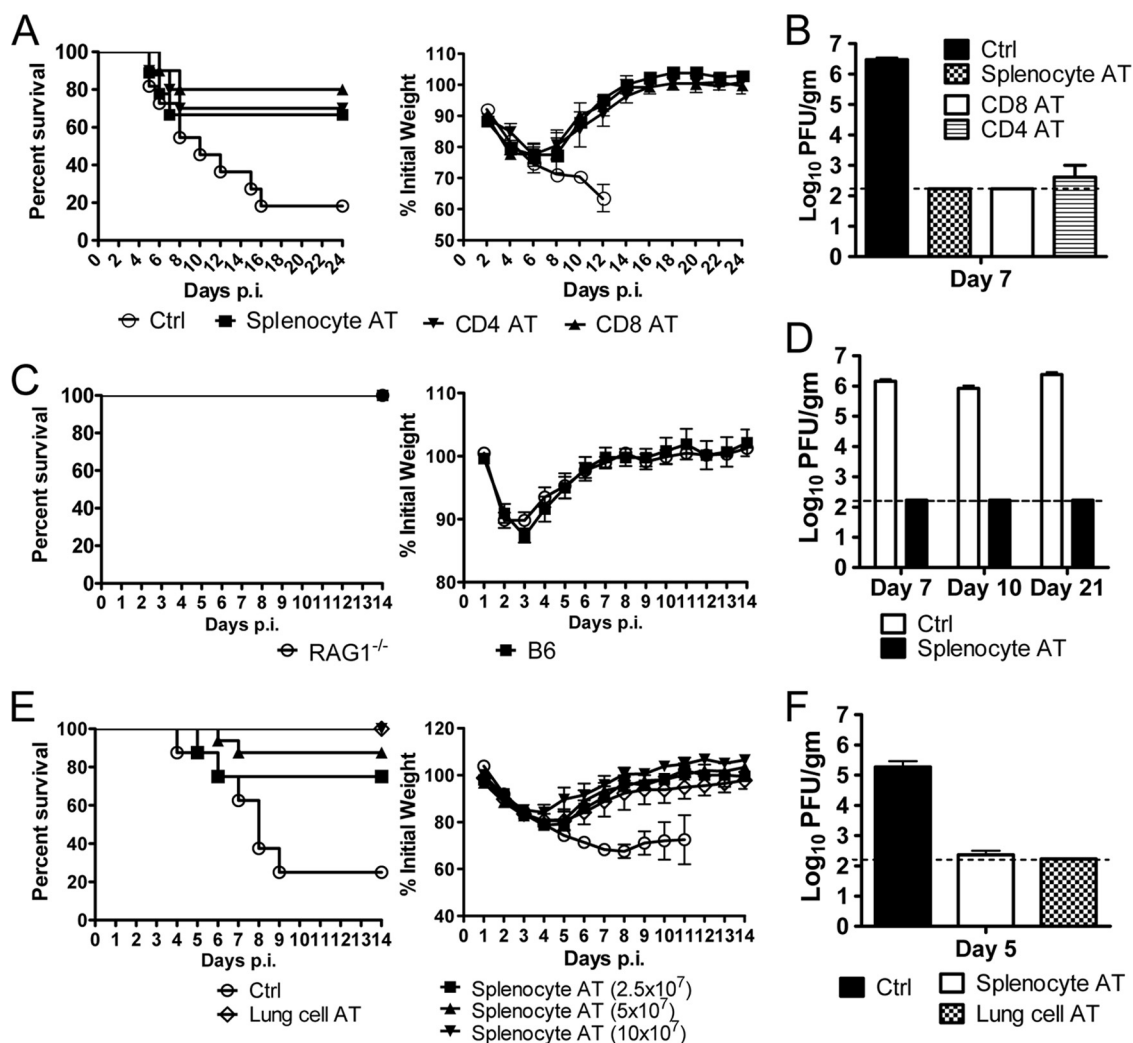 A
Percent survival
100
80
60
40
20
0
0 2 4 6 8 10 12 14 16 18 20 22 24
Days p.i.
% Initial Weight
110
100
90
80
70
60
50
0 2 4 6 8 10 12 14 16 18 20 22 24
Days p.i.
Ctrl Splenocyte AT CD4 AT CD8 AT
B
Log10 PFU/gm
7
6
5
4
3
2
1
0
Ctrl
Splenocyte AT
CD8 AT
CD4 AT
Day 7
C
Percent survival
100
80
60
40
20
0
0 1 2 3 4 5 6 7 8 9 10 11 12 13 14
Days p.i.
% Initial Weight
100
90
80
0 1 2 3 4 5 6 7 8 9 10 11 12 13 14
Days p.i.
RAG1-/- B6
D
Log10 PFU/gm
7
6
5
4
3
2
1
0
Day 7 Day 10 Day 21
Ctrl
Splenocyte AT
E
Percent survival
100
80
60
40
20
0
0 1 2 3 4 5 6 7 8 9 10 11 12 13 14
Days p.i.
% Initial Weight
120
100
80
60
40
0 1 2 3 4 5 6 7 8 9 10 11 12 13 14
Days p.i.
Ctrl
Lung cell AT
Splenocyte AT (2.5x10⁷)
Splenocyte AT (5x10⁷)
Splenocyte AT (10x10⁷)
F
Log10 PFU/gm
7
6
5
4
3
2
1
0
Day 5
Ctrl Splenocyte AT
Lung cell AT